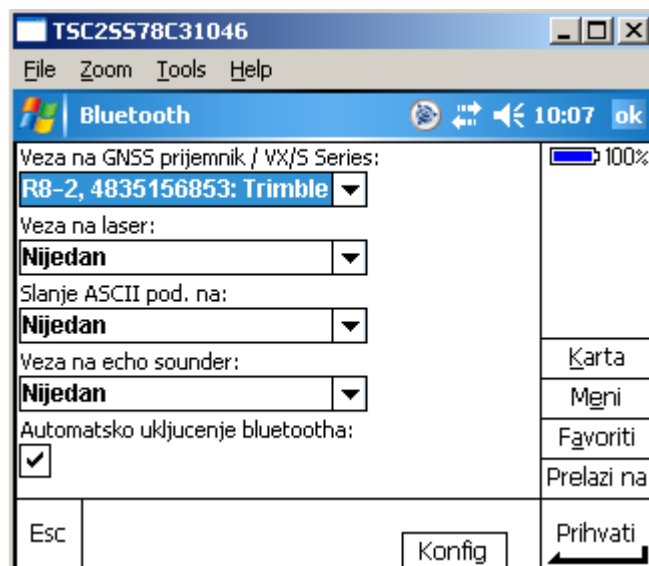 TSC2SS78C31046
File Zoom Tools Help
Bluetooth 10:07 ok
Veza na GNSS prijemnik / VX/S Series:
100%
R8-2, 4835156853: Trimble
Veza na laser:
Nijedan
Slanje ASCII pod. na:
Nijedan
Veza na echo sounder:
Nijedan
Automatsko ukljucenje bluetootha:
Karta
Meni
Favoriti
Prelazi na
Esc
Konfig
Prihvati